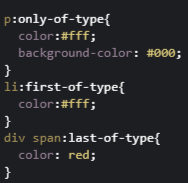 p:only-of-type{
  color:#fff;
  background-color: #000;
}
li:first-of-type{
  color:#fff;
}
div span:last-of-type{
  color: red;
}